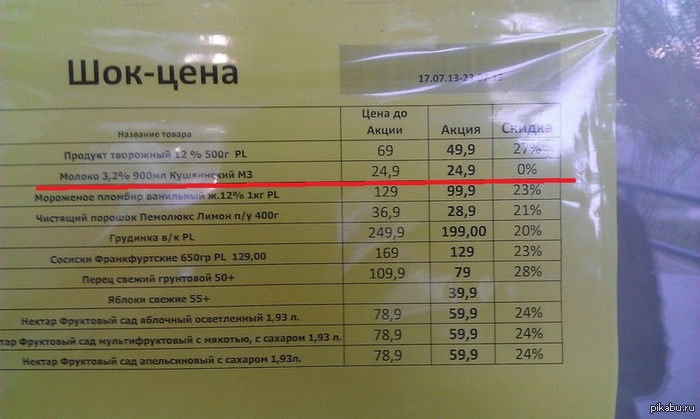 Шок-цена
17.07.13-23
Название товара Цена до Акции Акция Скидка
Продукт творожный 12 % 500г PL 69 49,9 27%
Молоко 3,2% 900мл Кушвинский МЗ 24,9 24,9 0%
Мороженое пломбир ванильный ж.12% 1кг PL 129 99,9 23%
Чистящий порошок Пемолюкс Лимон п/у 400г 36,9 28,9 21%
Грудинка в/к PL 249,9 199,00 20%
Сосиски Франкфуртские 650гр PL 129,00 169 129 23%
Перец свежий грунтовой 50+ 109,9 79 28%
Яблоки свежие 55+ 39,9
Нектар Фруктовый сад яблочный осветленный 1,93 л. 78,9 59,9 24%
тар Фруктовый сад мультифруктовый с мякотью, с сахаром 1,93 л. 78,9 59,9 24%
Нектар Фруктовый сад апельсиновый с сахаром 1,93л. 78,9 59,9 24%
pikabu.ru